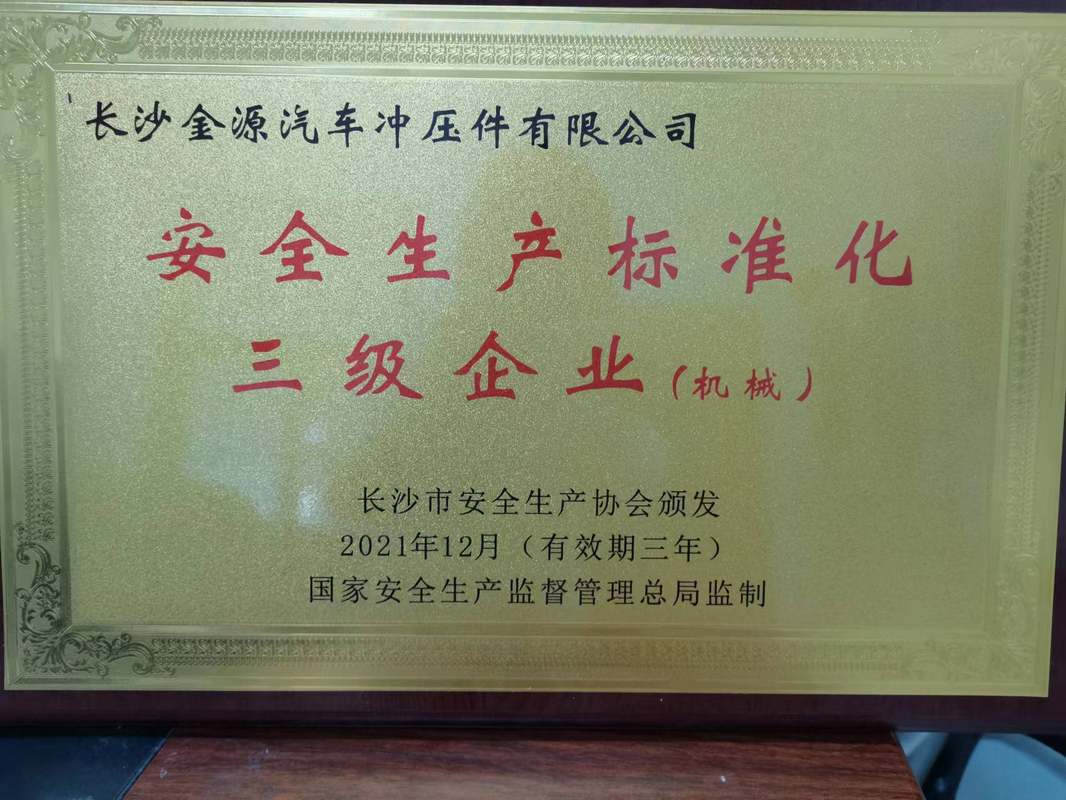 长沙金源汽车冲压件有限公司
安全生产标准化
三级企业(机械)
长沙市安全生产协会颁发
2021年12月(有效期三年)
国家安全生产监督管理总局监制